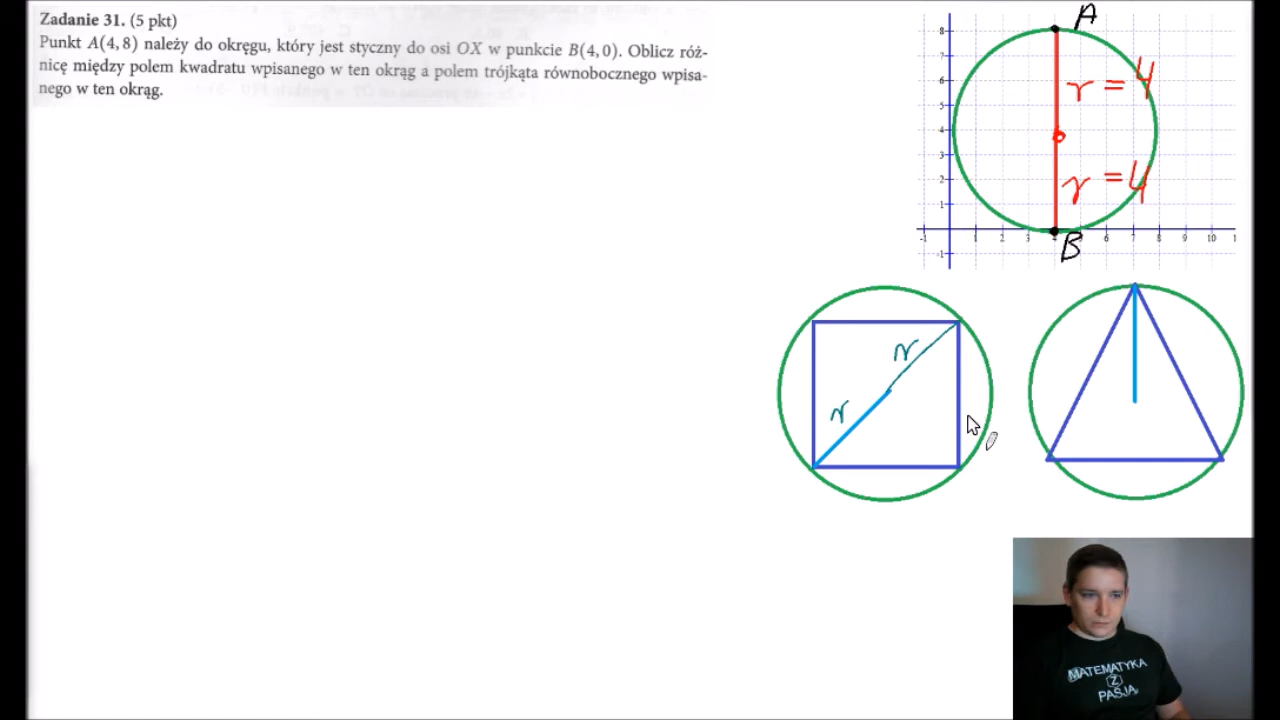 Zadanie 31. (5 pkt)
Punkt A(4, 8) należy do okręgu, który jest styczny do osi OX w punkcie B(4, 0). Oblicz róż-
nicę między polem kwadratu wpisanego w ten okrąg a polem trójkąta równobocznego wpisa-
nego w ten okrąg.
A
8
7
6
5
4
3
2
1
-1
r = 4
r = 4
-1 1 2 3 4 5 6 7 8 9 10 1
B
r
r
MATEMATYKA
Z
PASJĄ